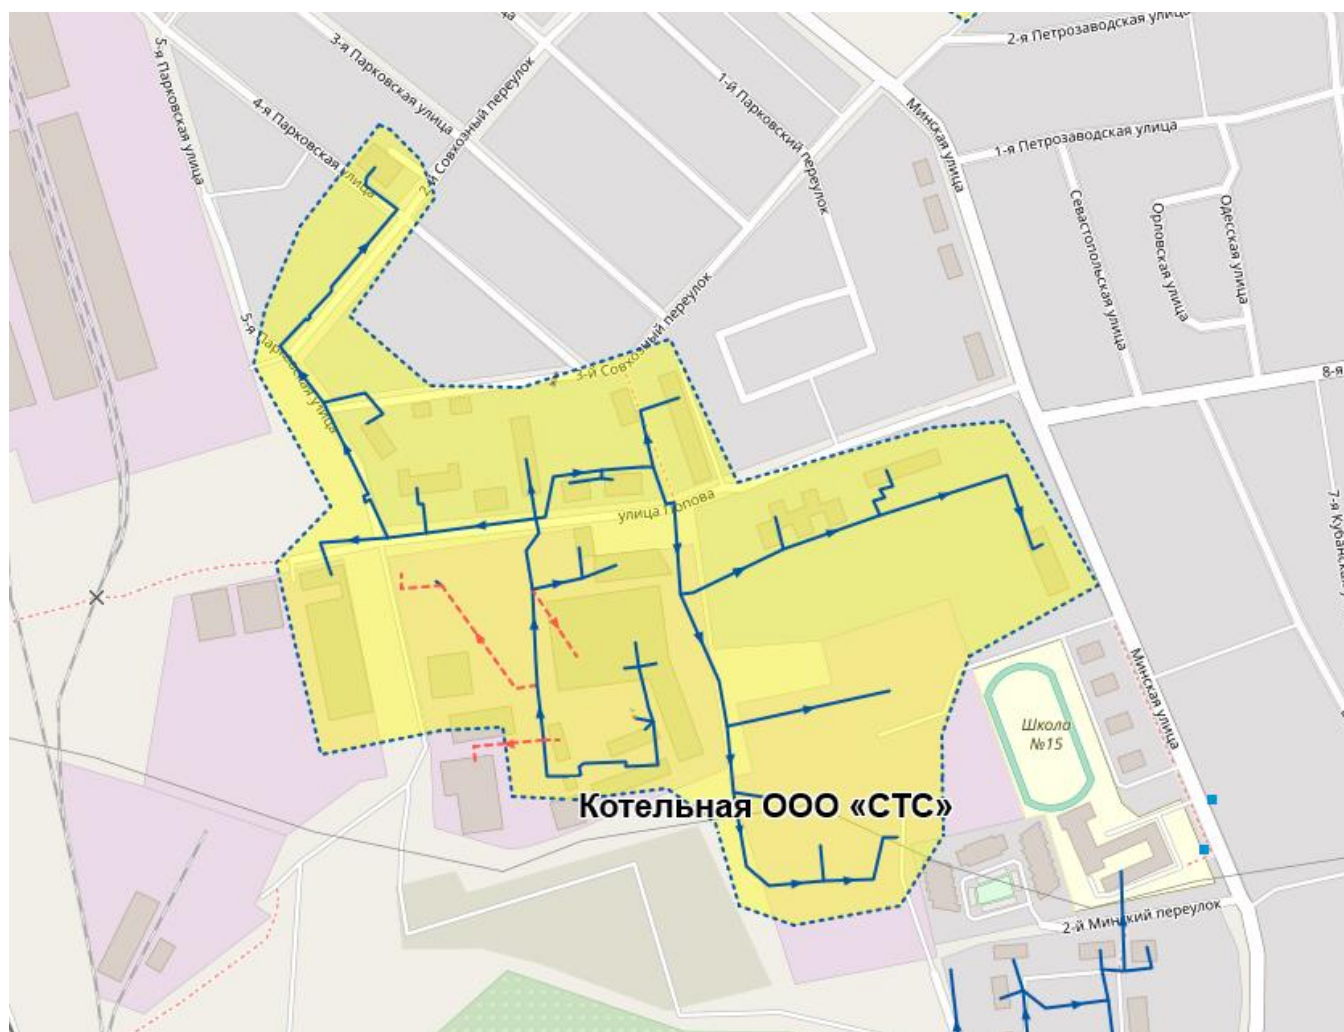 2-я Петрозаводская улица
3-я Парковская улица
5-я Парковская улица
4-я Парковская улица
2-й Совхозный переулок
1-й Парковский переулок
Минская улица
1-я Петрозаводская улица
Севастопольская улица
Орловская улица
Одесская улица
5-я Парковская улица
3-й Совхозный переулок
8-я
улица Попова
7-я
Минская улица
Школа
№15
Котельная ООО «СТС»
2-й Минский переулок